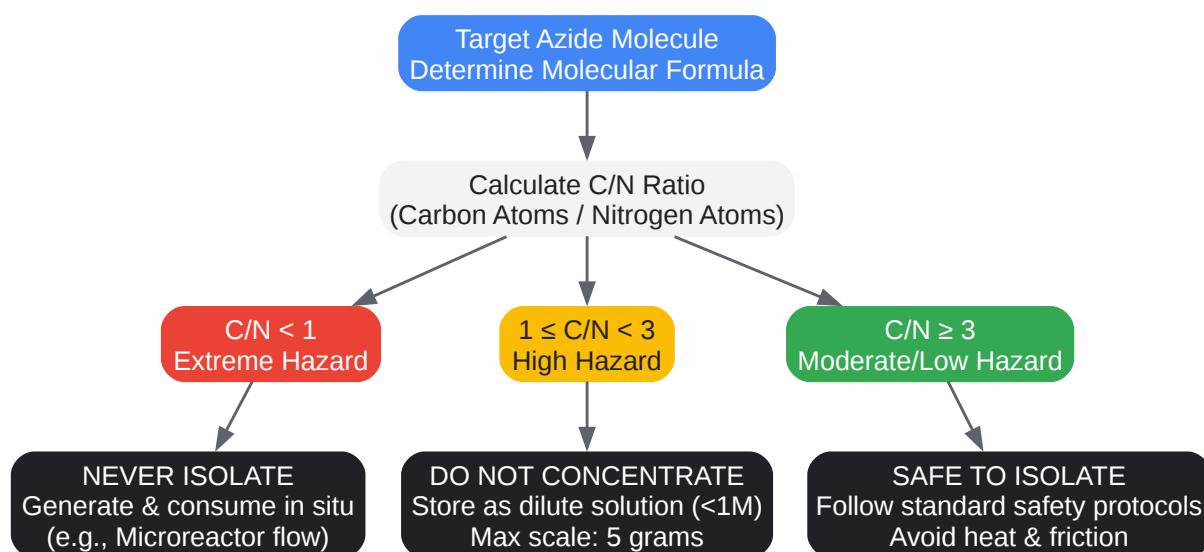 Target Azide Molecule
Determine Molecular Formula
Calculate C/N Ratio
(Carbon Atoms / Nitrogen Atoms)
C/N < 1
Extreme Hazard
1 ≤ C/N < 3
High Hazard
C/N ≥ 3
Moderate/Low Hazard
NEVER ISOLATE
Generate & consume in situ
(e.g., Microreactor flow)
DO NOT CONCENTRATE
Store as dilute solution (<1M)
Max scale: 5 grams
SAFE TO ISOLATE
Follow standard safety protocols
Avoid heat & friction